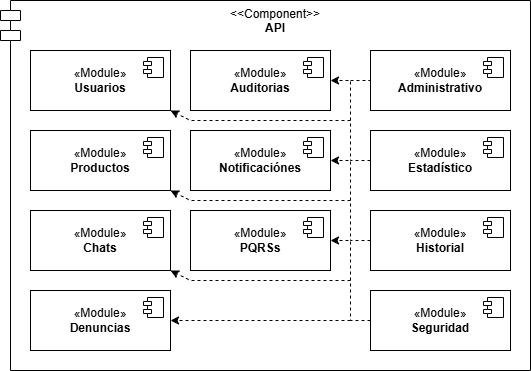 <<Component>>
API
«Module»
Usuarios
«Module»
Auditorias
«Module»
Administrativo
«Module»
Productos
«Module»
Notificaciónes
«Module»
Estadístico
«Module»
Chats
«Module»
PQRSs
«Module»
Historial
«Module»
Denuncias
«Module»
Seguridad